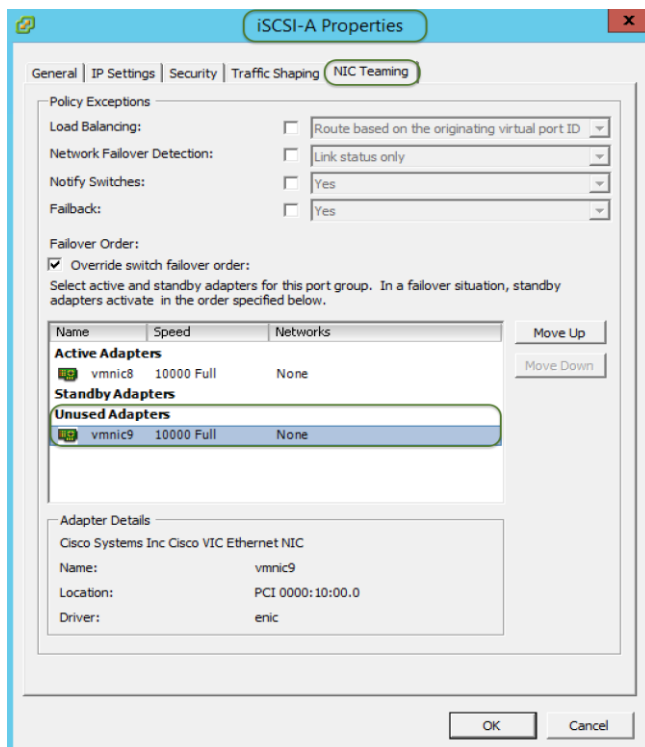 iSCSI-A Properties
x
General IP Settings Security Traffic Shaping NIC Teaming
Policy Exceptions
Load Balancing: Route based on the originating virtual port ID
Network Failover Detection: Link status only
Notify Switches: Yes
Failback: Yes
Failover Order:
Override switch failover order:
Select active and standby adapters for this port group. In a failover situation, standby
adapters activate in the order specified below.
Name Speed Networks Move Up
Active Adapters
vmnic8 10000 Full None Move Down
Standby Adapters
Unused Adapters
vmnic9 10000 Full None
Adapter Details
Cisco Systems Inc Cisco VIC Ethernet NIC
Name: vmnic9
Location: PCI 0000:10:00.0
Driver: enic
OK Cancel